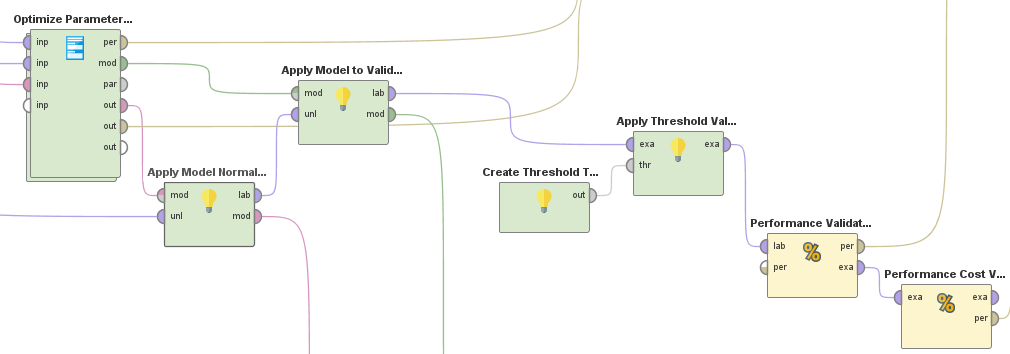 Optimize Parameter...
inp per
inp mod
inp par
inp out
out
out
Apply Model to Valid...
mod lab
unl mod
Apply Model Normal...
mod lab
unl mod
Apply Threshold Val...
exa exa
thr
Create Threshold T...
out
Performance Validat...
lab per
per exa
Performance Cost V...
exa exa
per